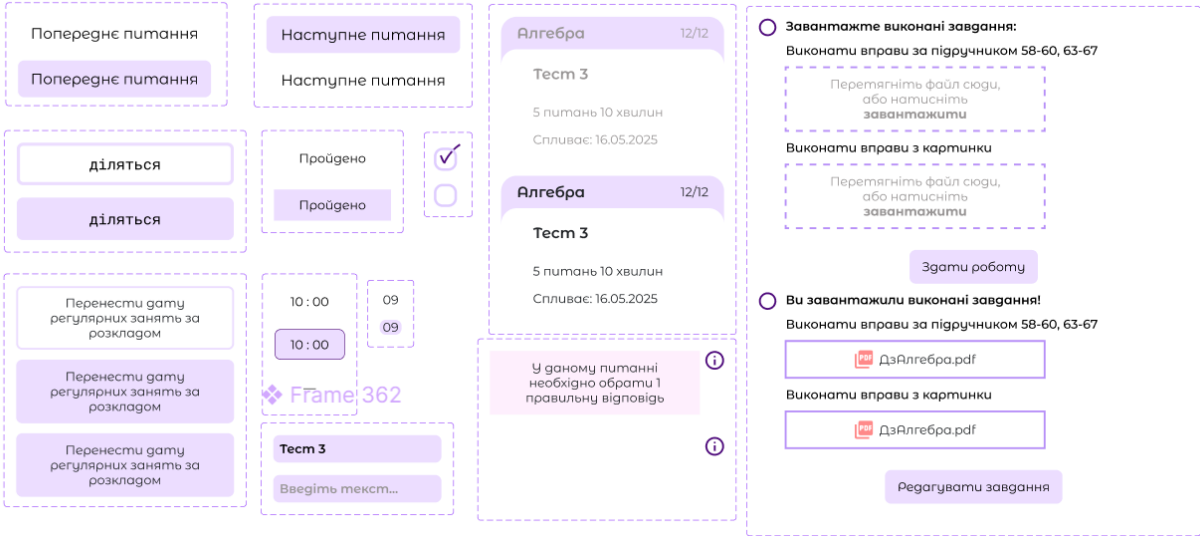 Попереднє питання
Попереднє питання
Наступне питання
Наступне питання
діляться
діляться
Пройдено
Пройдено
Перенести дату
регулярних занять за
розкладом
Перенести дату
регулярних занять за
розкладом
Перенести дату
регулярних занять за
розкладом
10 : 00
10 : 00
09
09
Frame 362
Тест 3
Введіть текст...
Алгебра 12/12
Тест 3
5 питань 10 хвилин
Спливає: 16.05.2025
Алгебра 12/12
Тест 3
5 питань 10 хвилин
Спливає: 16.05.2025
У даному питанні
необхідно обрати 1
правильну відповідь
Завантажте виконані завдання:
Виконати вправи за підручником 58-60, 63-67
Перетягніть файл сюди,
або натисніть
завантажити
Виконати вправи з картинки
Перетягніть файл сюди,
або натисніть
завантажити
Здати роботу
Ви завантажили виконані завдання!
Виконати вправи за підручником 58-60, 63-67
PDF ДзАлгебра.pdf
Виконати вправи з картинки
PDF ДзАлгебра.pdf
Редагувати завдання